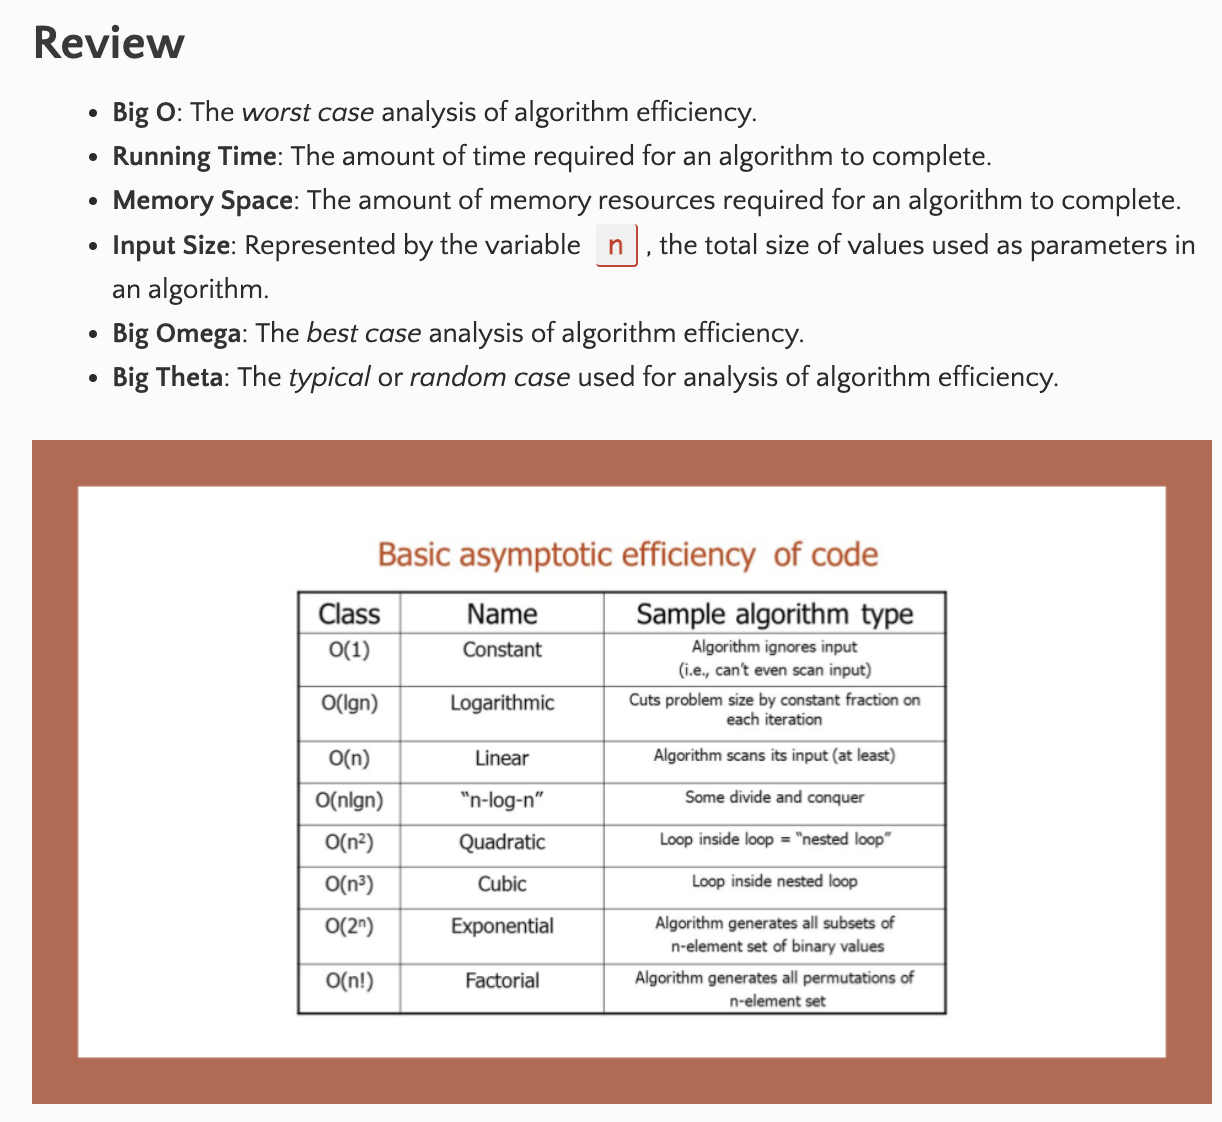 Review
• Big O: The worst case analysis of algorithm efficiency.
• Running Time: The amount of time required for an algorithm to complete.
• Memory Space: The amount of memory resources required for an algorithm to complete.
• Input Size: Represented by the variable n , the total size of values used as parameters in
an algorithm.
• Big Omega: The best case analysis of algorithm efficiency.
• Big Theta: The typical or random case used for analysis of algorithm efficiency.
Basic asymptotic efficiency of code
Class Name Sample algorithm type
O(1) Constant Algorithm ignores input
(i.e., can't even scan input)
O(lgn) Logarithmic Cuts problem size by constant fraction on
each iteration
O(n) Linear Algorithm scans its input (at least)
O(nlgn) "n-log-n" Some divide and conquer
O(n²) Quadratic Loop inside loop = "nested loop"
O(n³) Cubic Loop inside nested loop
O(2ⁿ) Exponential Algorithm generates all subsets of
n-element set of binary values
O(n!) Factorial Algorithm generates all permutations of
n-element set